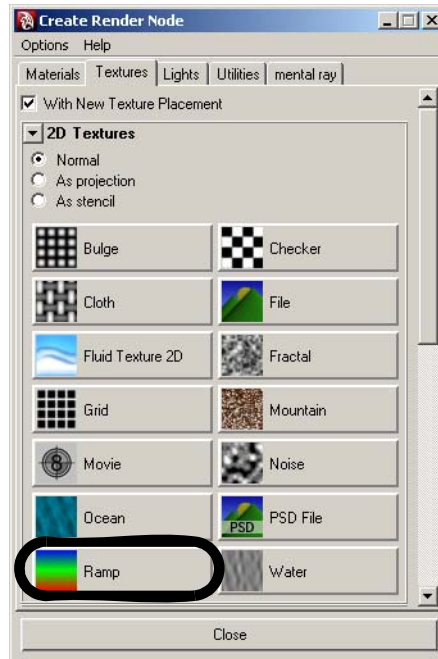 Create Render Node
Options Help
Materials Textures Lights Utilities mental ray
With New Texture Placement
2D Textures
Normal
As projection
As stencil
Bulge Checker
Cloth File
Fluid Texture 2D Fractal
Grid Mountain
8 Movie Noise
Ocean PSD PSD File
Ramp Water
Close